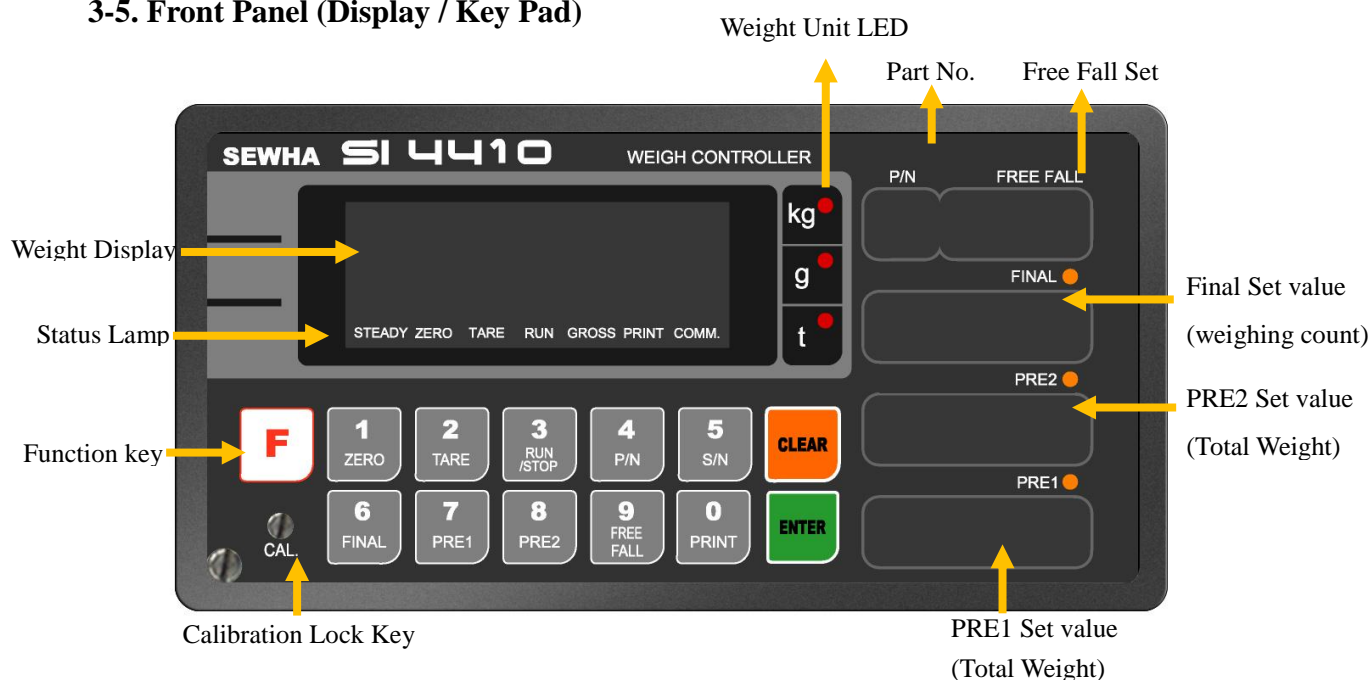 3-5. Front Panel (Display / Key Pad)
Weight Unit LED
Part No.
Free Fall Set
SEWHA SI 4410
WEIGH CONTROLLER
P/N
FREE FALL
kg
Weight Display
g
FINAL
Final Set value
(weighing count)
Status Lamp
STEADY ZERO TARE RUN GROSS PRINT COMM.
t
PRE2
PRE2 Set value
(Total Weight)
Function key
F
1
ZERO
2
TARE
3
RUN
/STOP
4
P/N
5
S/N
CLEAR
PRE1
CAL.
6
FINAL
7
PRE1
8
PRE2
9
FREE
FALL
0
PRINT
ENTER
Calibration Lock Key
PRE1 Set value
(Total Weight)